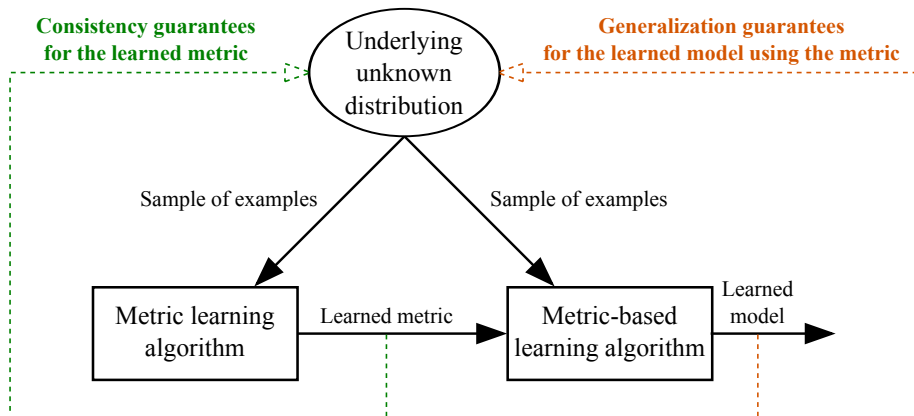 Consistency guarantees
for the learned metric
Underlying
unknown
distribution
Generalization guarantees
for the learned model using the metric
Sample of examples
Sample of examples
Metric learning
algorithm
Learned metric
Metric-based
learning algorithm
Learned
model